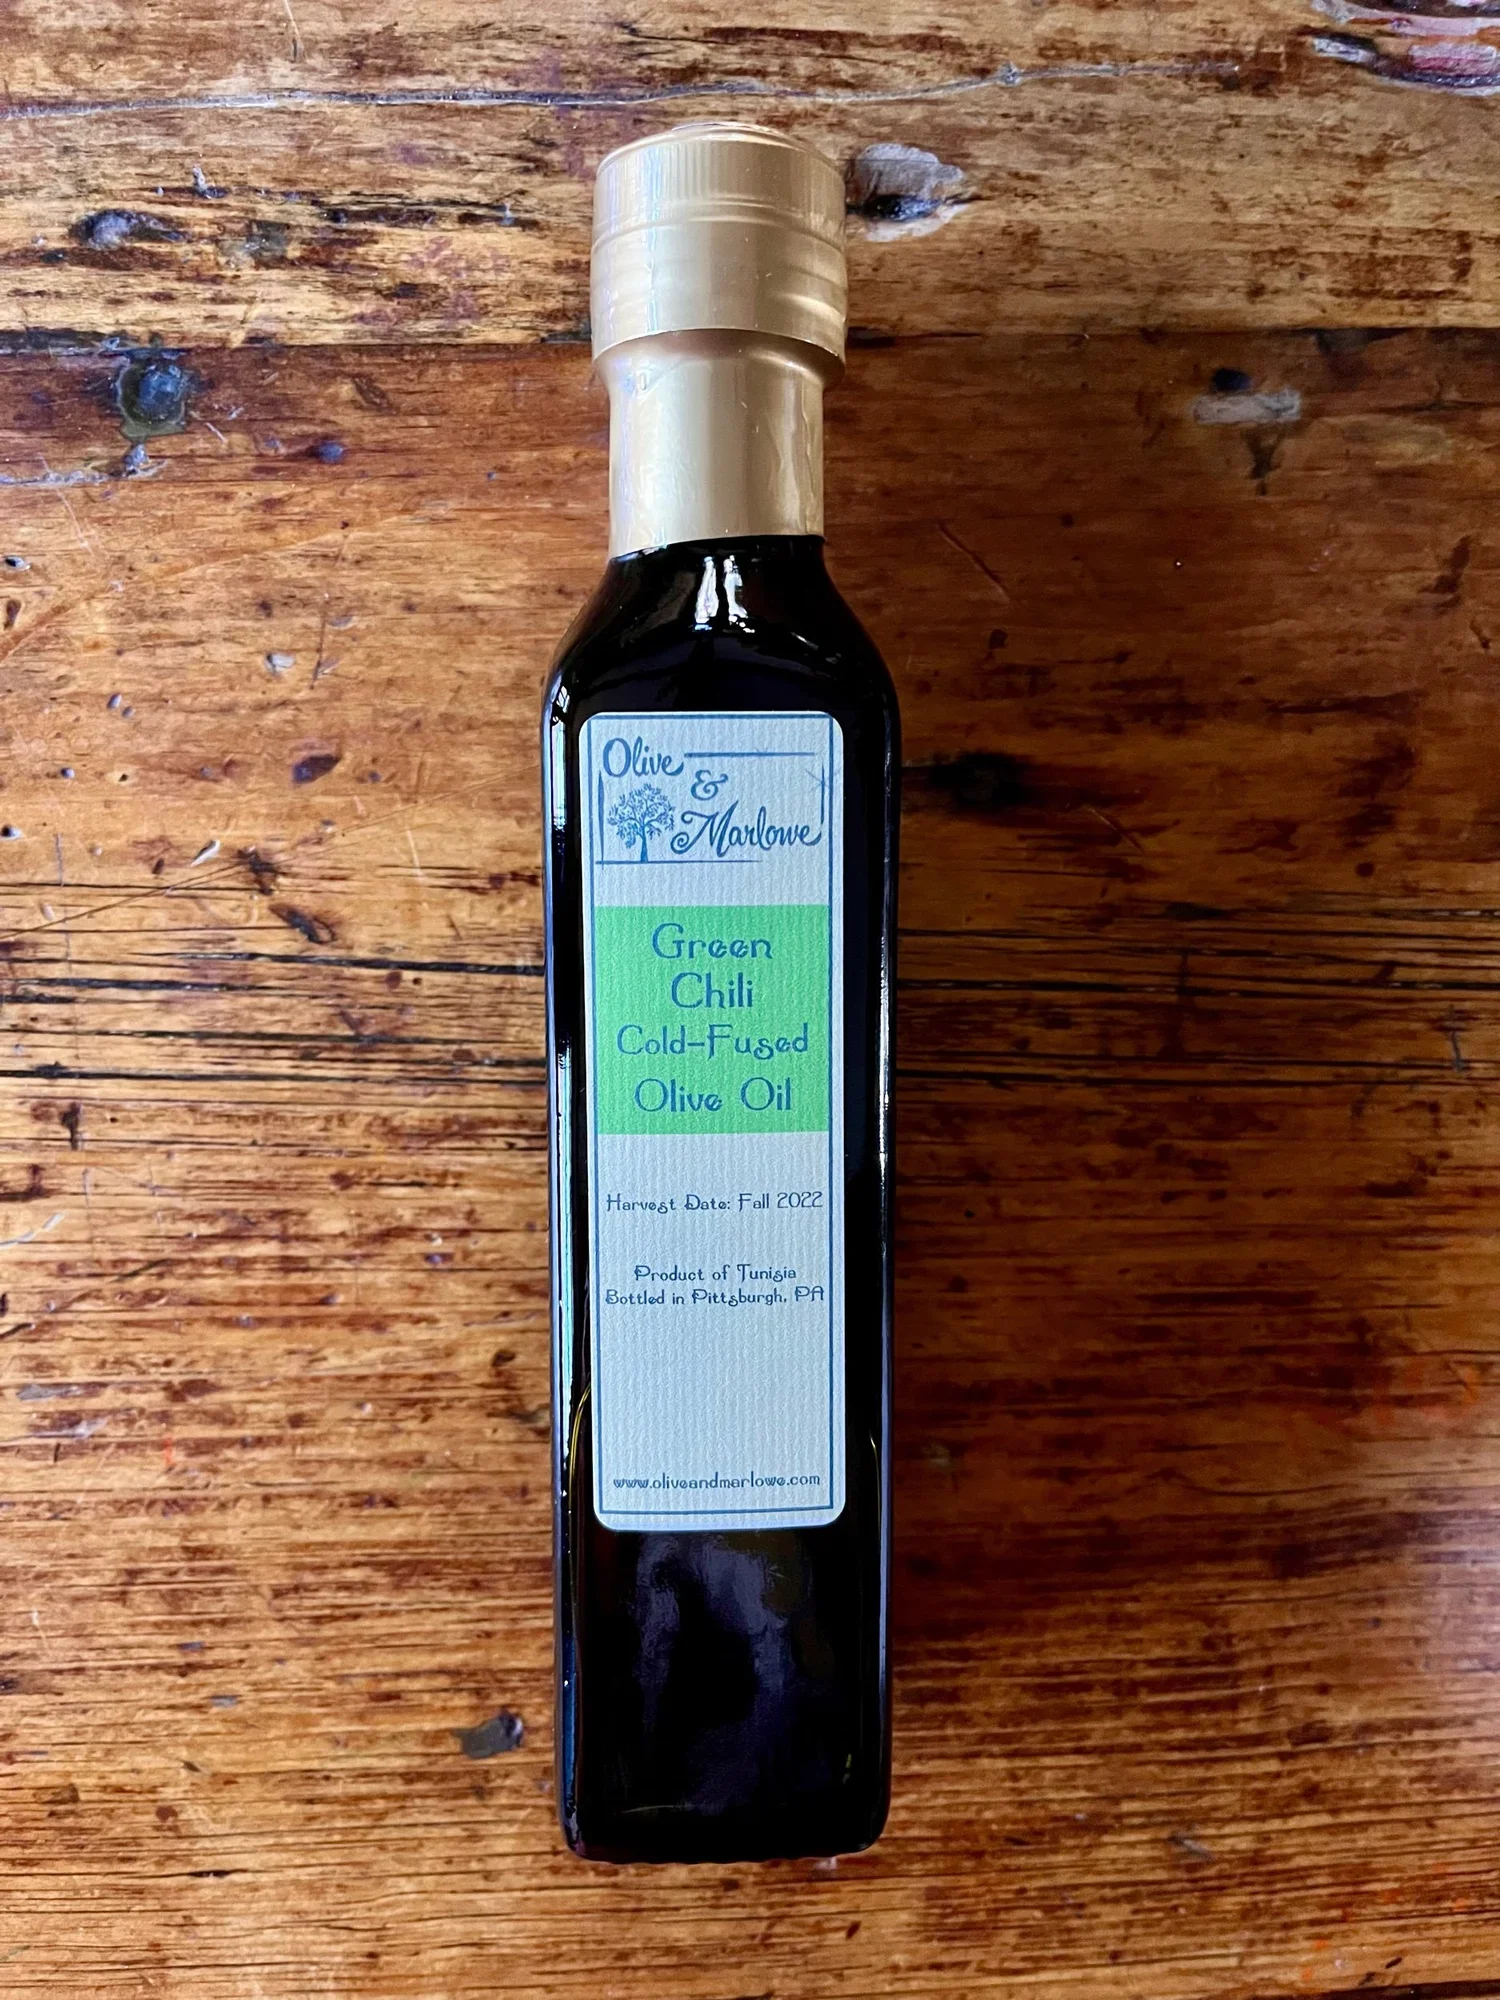 Olive
&
Marlowe
Green
Chili
Cold-Fused
Olive Oil
Harvest Date: Fall 2022
Product of Tunisia
Bottled in Pittsburgh, PA
www.oliveandmarlowe.com